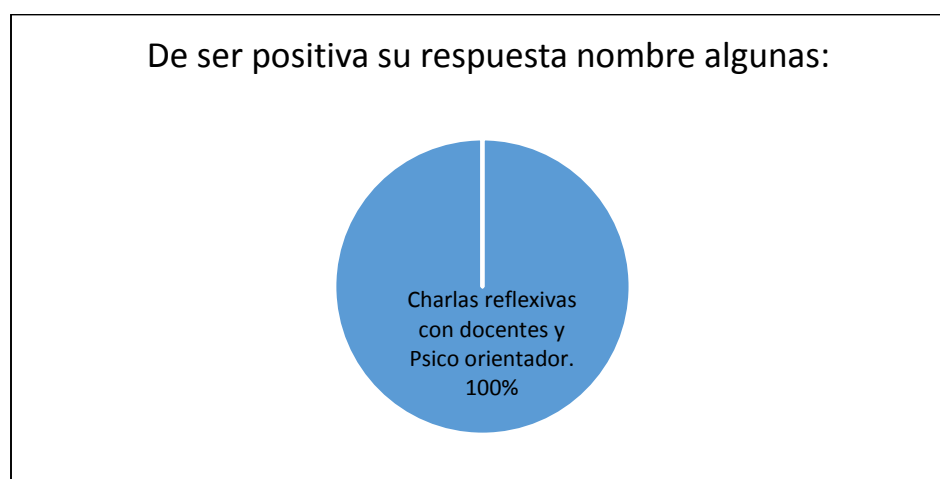 De ser positiva su respuesta nombre algunas:
Charlas reflexivas
con docentes y
Psico orientador.
100%